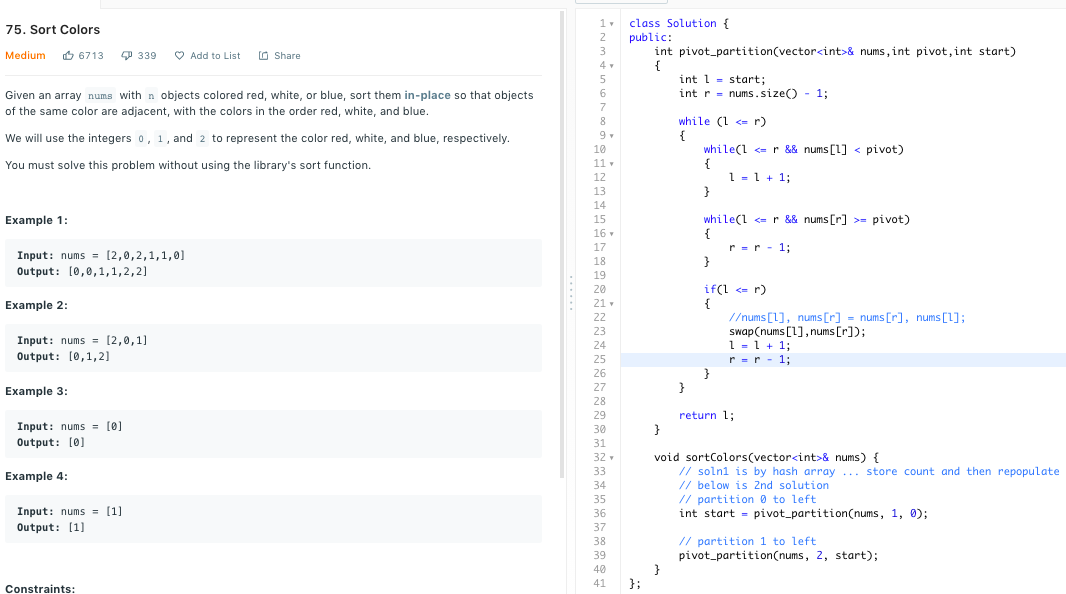 75. Sort Colors
Medium 6713 339 Add to List Share
Given an array nums with n objects colored red, white, or blue, sort them in-place so that objects
of the same color are adjacent, with the colors in the order red, white, and blue.
We will use the integers 0, 1, and 2 to represent the color red, white, and blue, respectively.
You must solve this problem without using the library's sort function.
Example 1:
Input: nums = [2,0,2,1,1,0]
Output: [0,0,1,1,2,2]
Example 2:
Input: nums = [2,0,1]
Output: [0,1,2]
Example 3:
Input: nums = [0]
Output: [0]
Example 4:
Input: nums = [1]
Output: [1]
Constraints:
1 class Solution {
2 public:
3 int pivot_partition(vector<int>& nums,int pivot,int start)
4 {
5 int l = start;
6 int r = nums.size() - 1;
7
8 while (l <= r)
9 {
10 while(l <= r && nums[l] < pivot)
11 {
12 l = l + 1;
13 }
14
15 while(l <= r && nums[r] >= pivot)
16 {
17 r = r - 1;
18 }
19
20 if(l <= r)
21 {
22 //nums[l], nums[r] = nums[r], nums[l];
23 swap(nums[l],nums[r]);
24 l = l + 1;
25 r = r - 1;
26 }
27 }
28
29 return l;
30 }
31
32 void sortColors(vector<int>& nums) {
33 // soln1 is by hash array ... store count and then repopulate
34 // below is 2nd solution
35 // partition 0 to left
36 int start = pivot_partition(nums, 1, 0);
37
38 // partition 1 to left
39 pivot_partition(nums, 2, start);
40 }
41 };